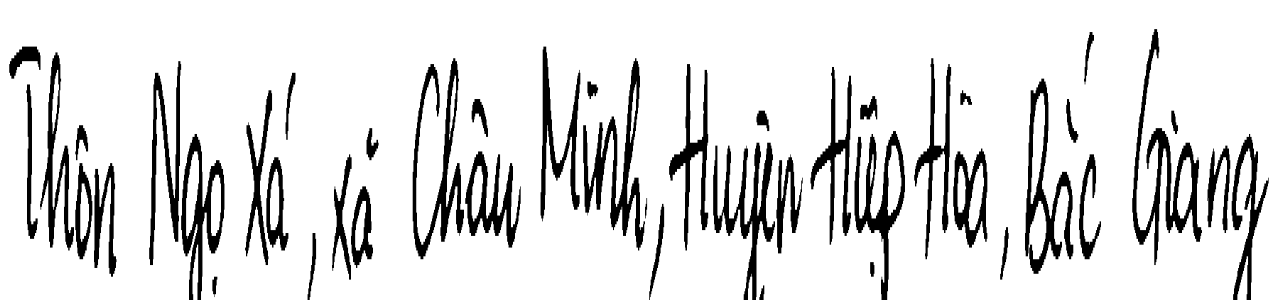 Thôn Ngọ Xá, xã Châu Minh, Huyện Hiệp Hòa, Bắc Giang